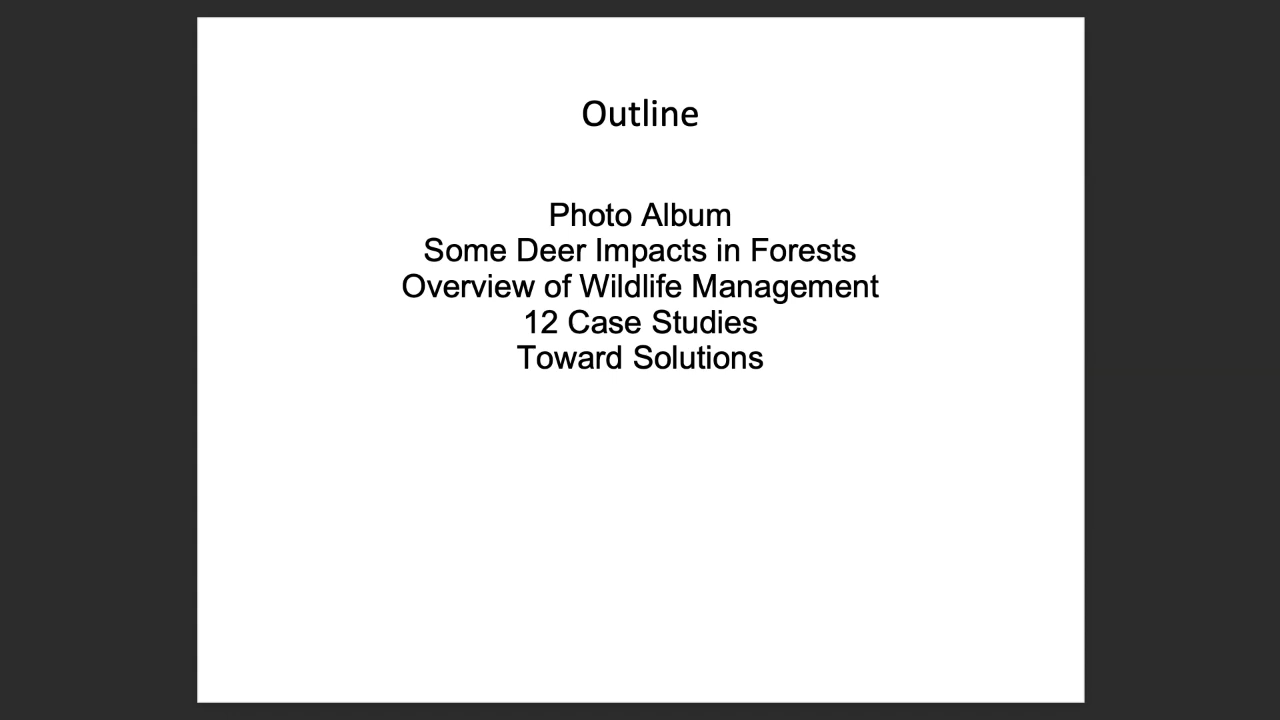 Outline
Photo Album
Some Deer Impacts in Forests
Overview of Wildlife Management
12 Case Studies
Toward Solutions